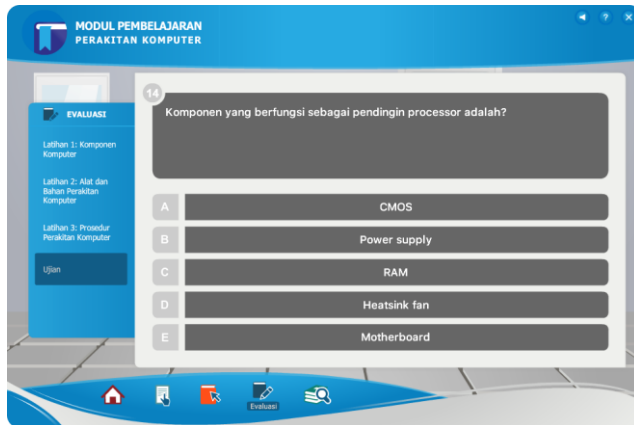 MODUL PEMBELAJARAN
PERAKITAN KOMPUTER
?
14
Komponen yang berfungsi sebagai pendingin processor adalah?
EVALUASI
Latihan 1: Komponen
Komputer
Latihan 2: Alat dan
Bahan Perakitan
Komputer
Latihan 3: Prosedur
Perakitan Komputer
Ujian
A CMOS
B Power supply
C RAM
D Heatsink fan
E Motherboard
Evaluasi